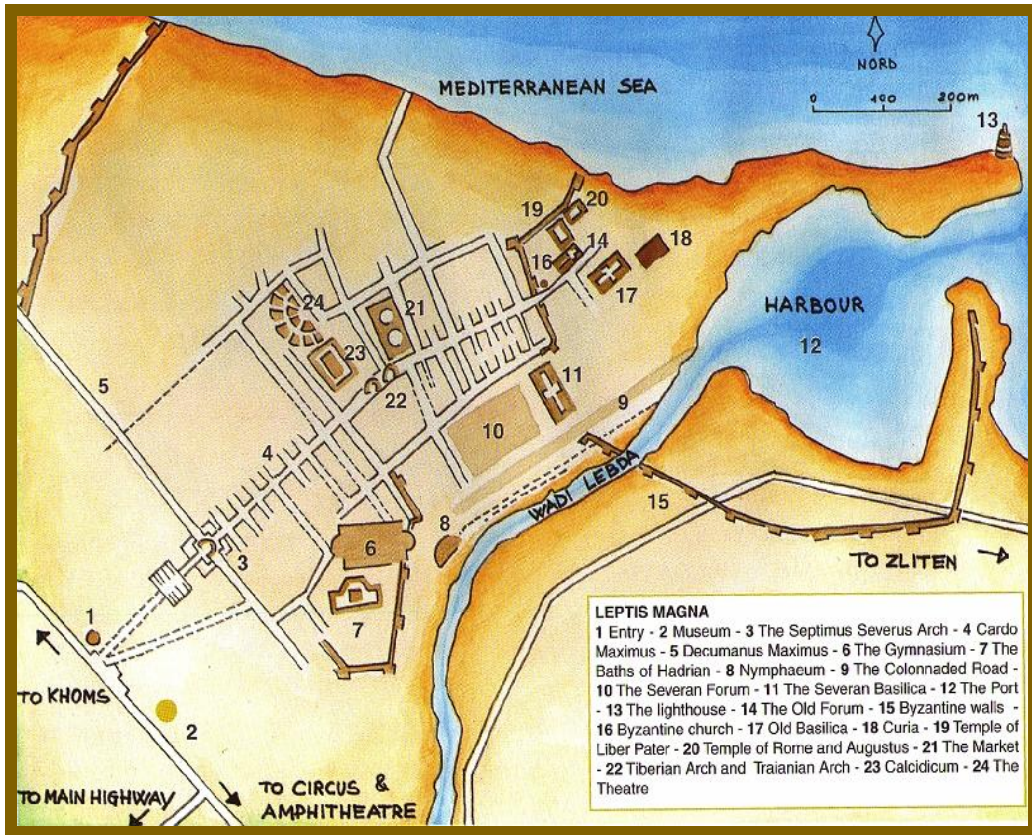 NORD
MEDITERRANEAN SEA
0 100 200m
13
20
19
14
18
16
17
24
21
HARBOUR
23
12
5
22
11
9
10
4
WADI LEBDA
15
8
6
3
TO ZLITEN
7
1
LEPTIS MAGNA
1 Entry - 2 Museum - 3 The Septimus Severus Arch - 4 Cardo
Maximus - 5 Decumanus Maximus - 6 The Gymnasium - 7 The
Baths of Hadrian - 8 Nymphaeum - 9 The Colonnaded Road -
10 The Severan Forum - 11 The Severan Basilica - 12 The Port
- 13 The lighthouse - 14 The Old Forum - 15 Byzantine walls -
16 Byzantine church - 17 Old Basilica - 18 Curia - 19 Temple of
Liber Pater - 20 Temple of Rome and Augustus - 21 The Market
- 22 Tiberian Arch and Traianian Arch - 23 Calcidicum - 24 The
Theatre
TO KHOMS
2
TO CIRCUS &
AMPHITHEATRE
TO MAIN HIGHWAY